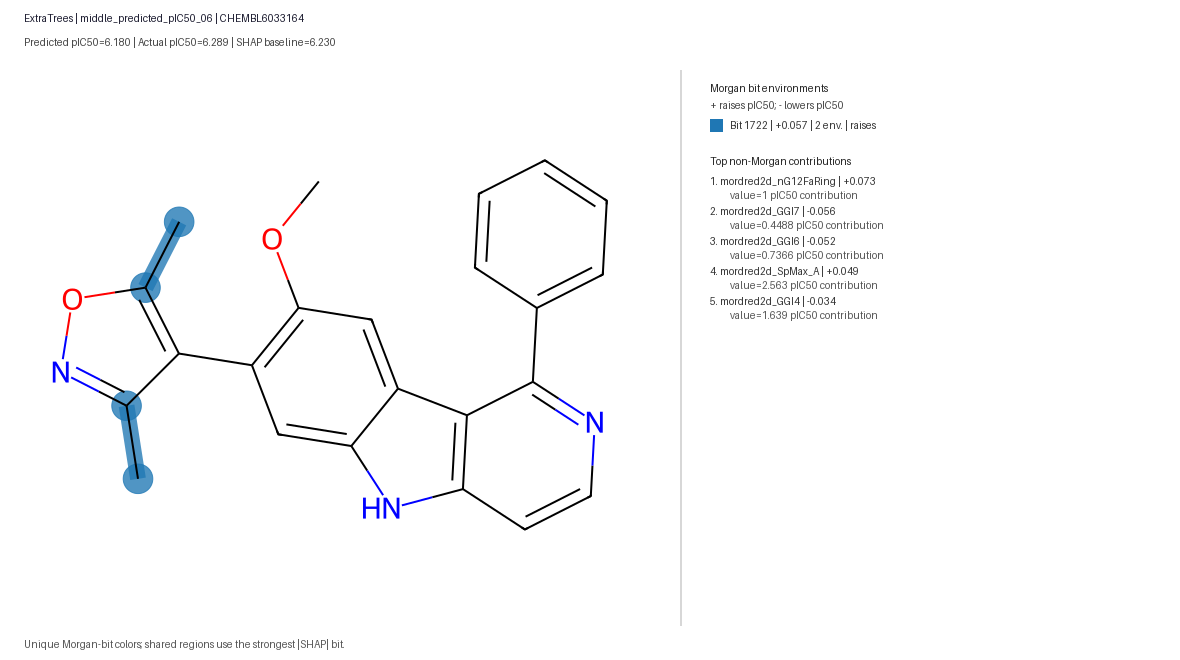 ExtraTrees | middle_predicted_pIC50_06 | CHEMBL6033164
Predicted pIC50=6.180 | Actual pIC50=6.289 | SHAP baseline=6.230
Morgan bit environments
+ raises pIC50; - lowers pIC50
Bit 1722 | +0.057 | 2 env. | raises
Top non-Morgan contributions
1. mordred2d_nG12FaRing | +0.073
value=1 pIC50 contribution
2. mordred2d_GGI7 | -0.056
value=0.4488 pIC50 contribution
3. mordred2d_GGI6 | -0.052
value=0.7366 pIC50 contribution
4. mordred2d_SpMax_A | +0.049
value=2.563 pIC50 contribution
5. mordred2d_GGI4 | -0.034
value=1.639 pIC50 contribution
O
O
N
N
HN
Unique Morgan-bit colors; shared regions use the strongest |SHAP| bit.